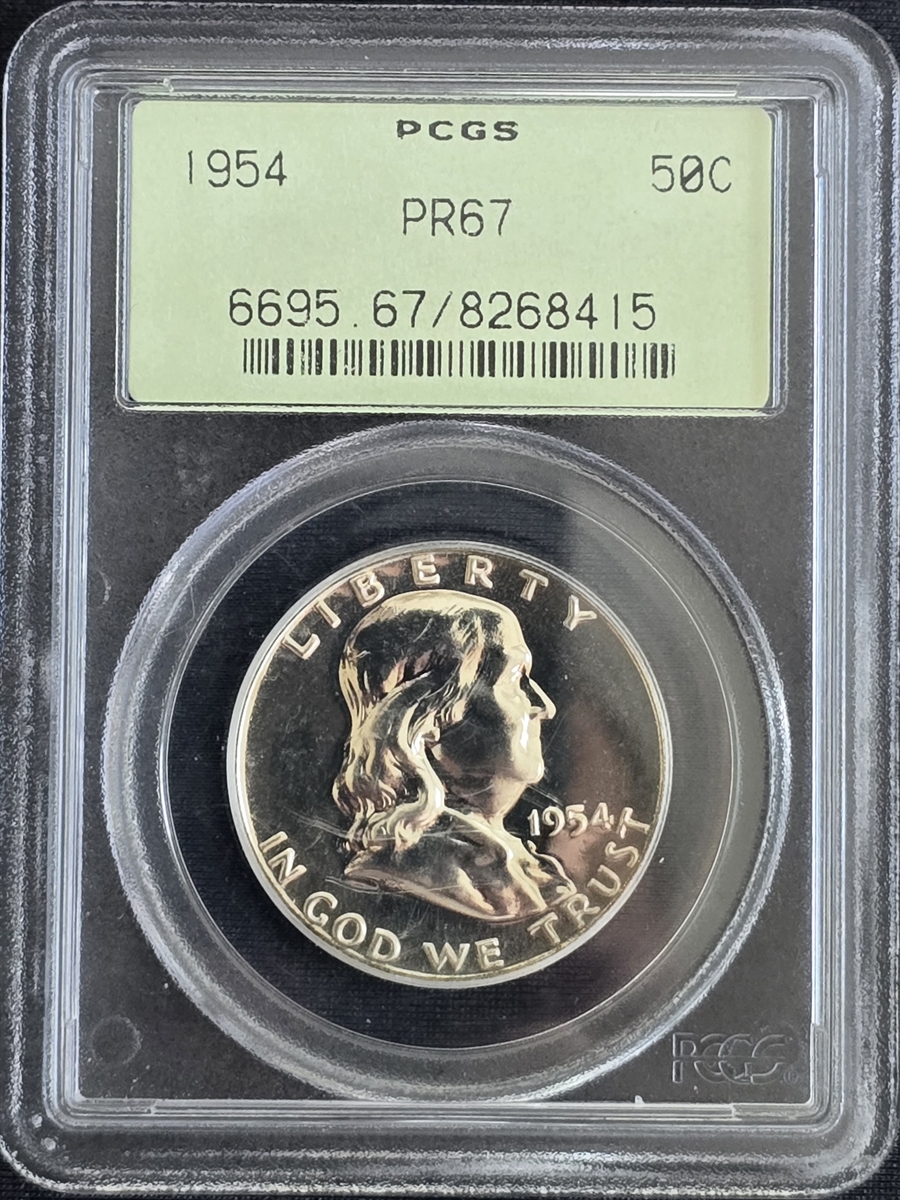 PCGS
1954 50C
PR67
6695.67/8268415
LIBERTY
1954
IN GOD WE TRUST
PCGS